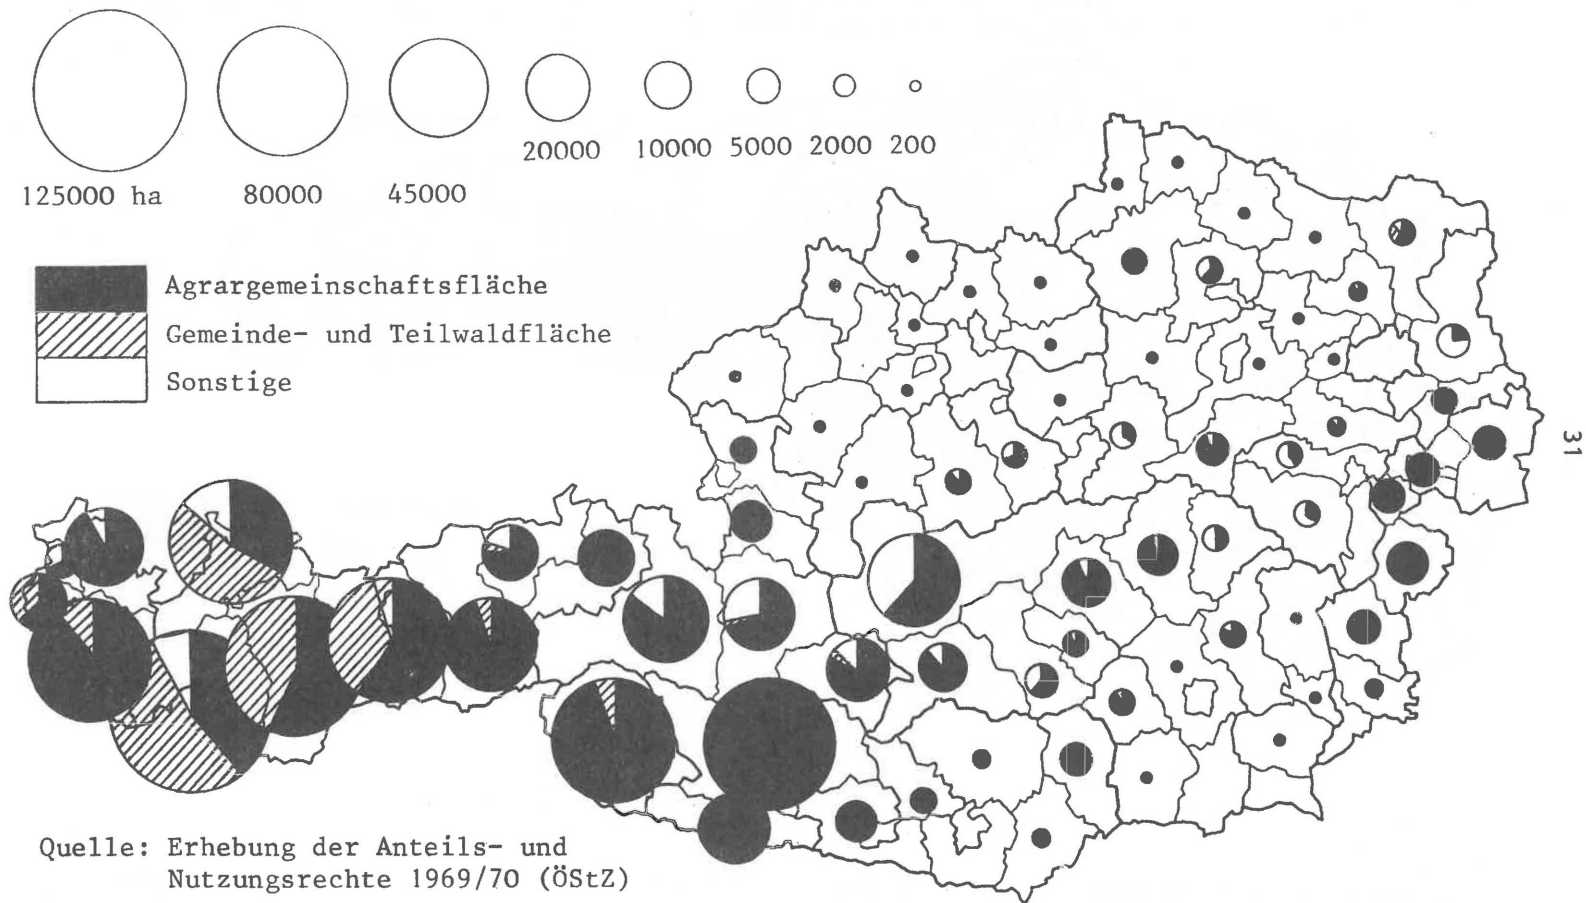 20000 10000 5000 2000 200
125000 ha 80000 45000
Agrargemeinschaftsfläche
Gemeinde- und Teilwaldfläche
Sonstige
31
Quelle: Erhebung der Anteils- und
Nutzungsrechte 1969/70 (ÖStZ)